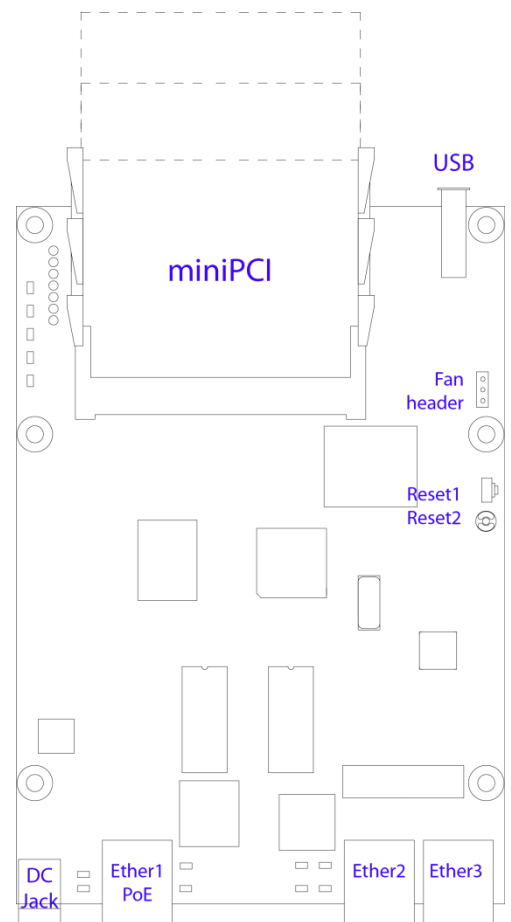 USB
miniPCI
Fan
header
Reset1
Reset2
DC
Jack
Ether1
PoE
Ether2
Ether3